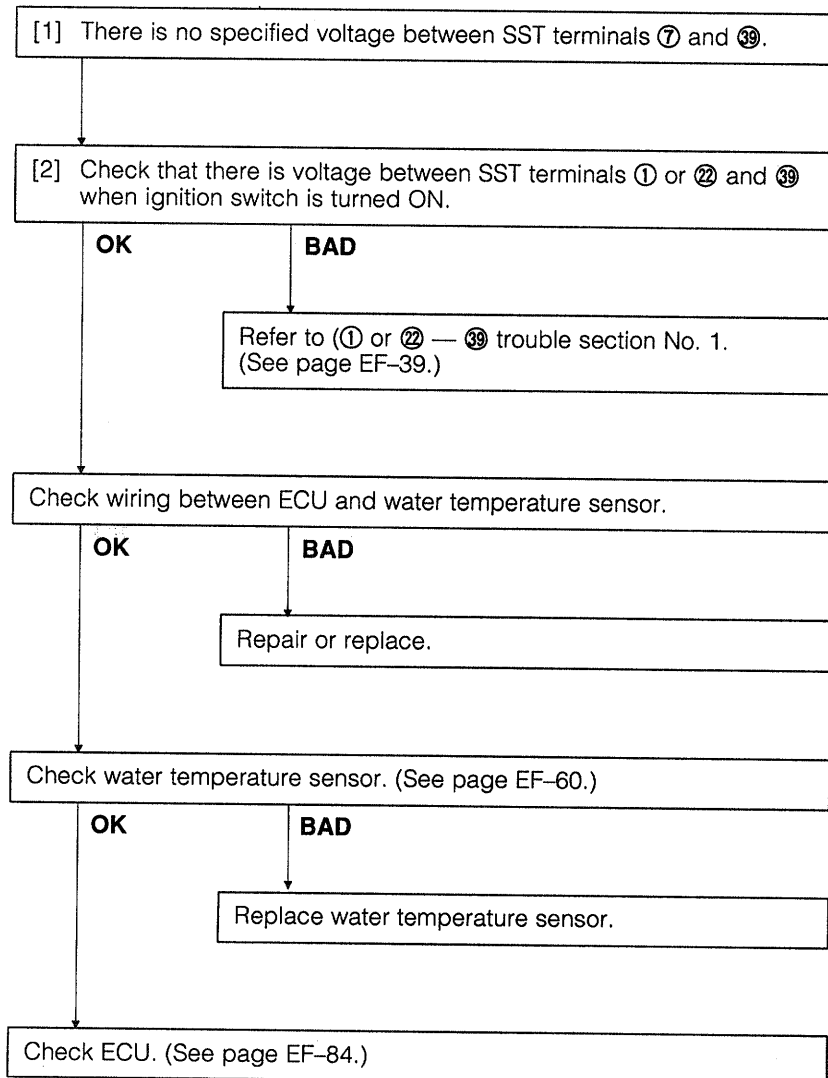 [1] There is no specified voltage between SST terminals ⑦ and ㊴.
[2] Check that there is voltage between SST terminals ① or ㉒ and ㊴
when ignition switch is turned ON.
OK BAD
Refer to (① or ㉒ — ㊴ trouble section No. 1.
(See page EF–39.)
Check wiring between ECU and water temperature sensor.
OK BAD
Repair or replace.
Check water temperature sensor. (See page EF–60.)
OK BAD
Replace water temperature sensor.
Check ECU. (See page EF–84.)